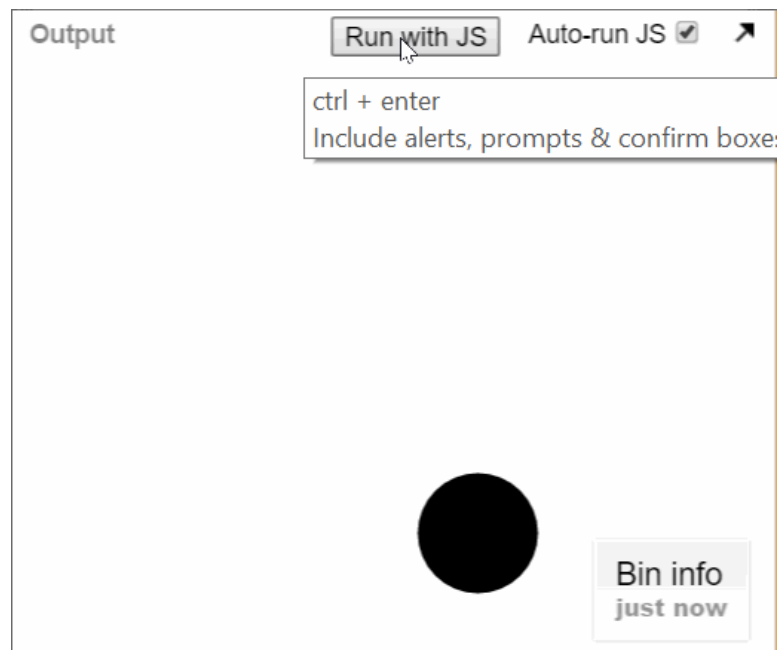 Output
Run with JS
Auto-run JS
ctrl + enter
Include alerts, prompts & confirm boxes
Bin info
just now